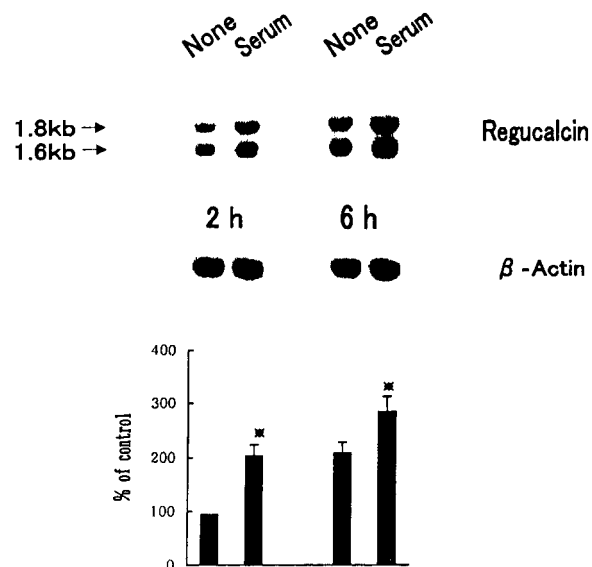 None Serum None Serum
1.8kb →
1.6kb →
Regucalcin
2 h 6 h
β -Actin
400
300
200
100
0
% of control
* *